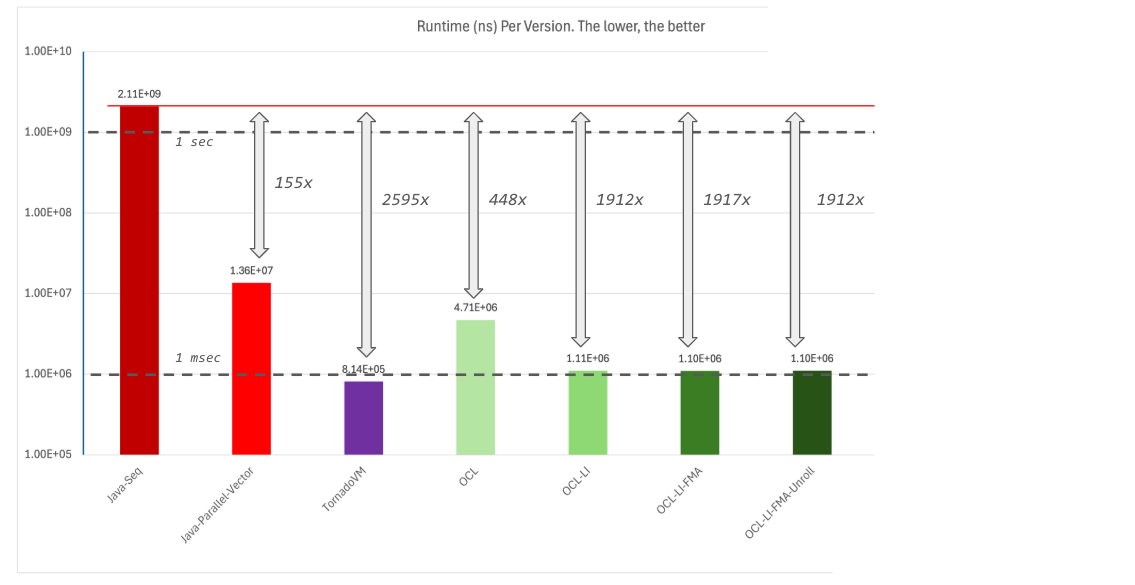 Runtime (ns) Per Version. The lower, the better
1.00E+10
2.11E+09
1.00E+09
1 sec
155x
2595x
448x
1912x
1917x
1912x
1.00E+08
1.36E+07
1.00E+07
4.71E+06
1 msec
8.14E+05
1.11E+06
1.10E+06
1.10E+06
1.00E+06
1.00E+05
Java-Seq
Java-Parallel-Vector
TornadoVM
OCL
OCL-LI
OCL-LI-FMA
OCL-LI-FMA-Unroll